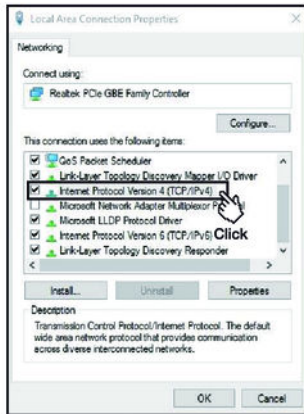 Local Area Connection Properties
Networking
Connect using:
Realtek PCIe GBE Family Controller
Configure...
This connection uses the following items:
QoS Packet Scheduler
Link-Layer Topology Discovery Mapper I/O Driver
Internet Protocol Version 4 (TCP/IPv4)
Microsoft Network Adapter Multiplexor
Microsoft LLDP Protocol Driver
Internet Protocol Version 6 (TCP/IPv6)
Click
Link-Layer Topology Discovery Responder
Install...
Uninstall
Properties
Description
Transmission Control Protocol/Internet Protocol. The default
wide area network protocol that provides communication
across diverse interconnected networks.
OK
Cancel